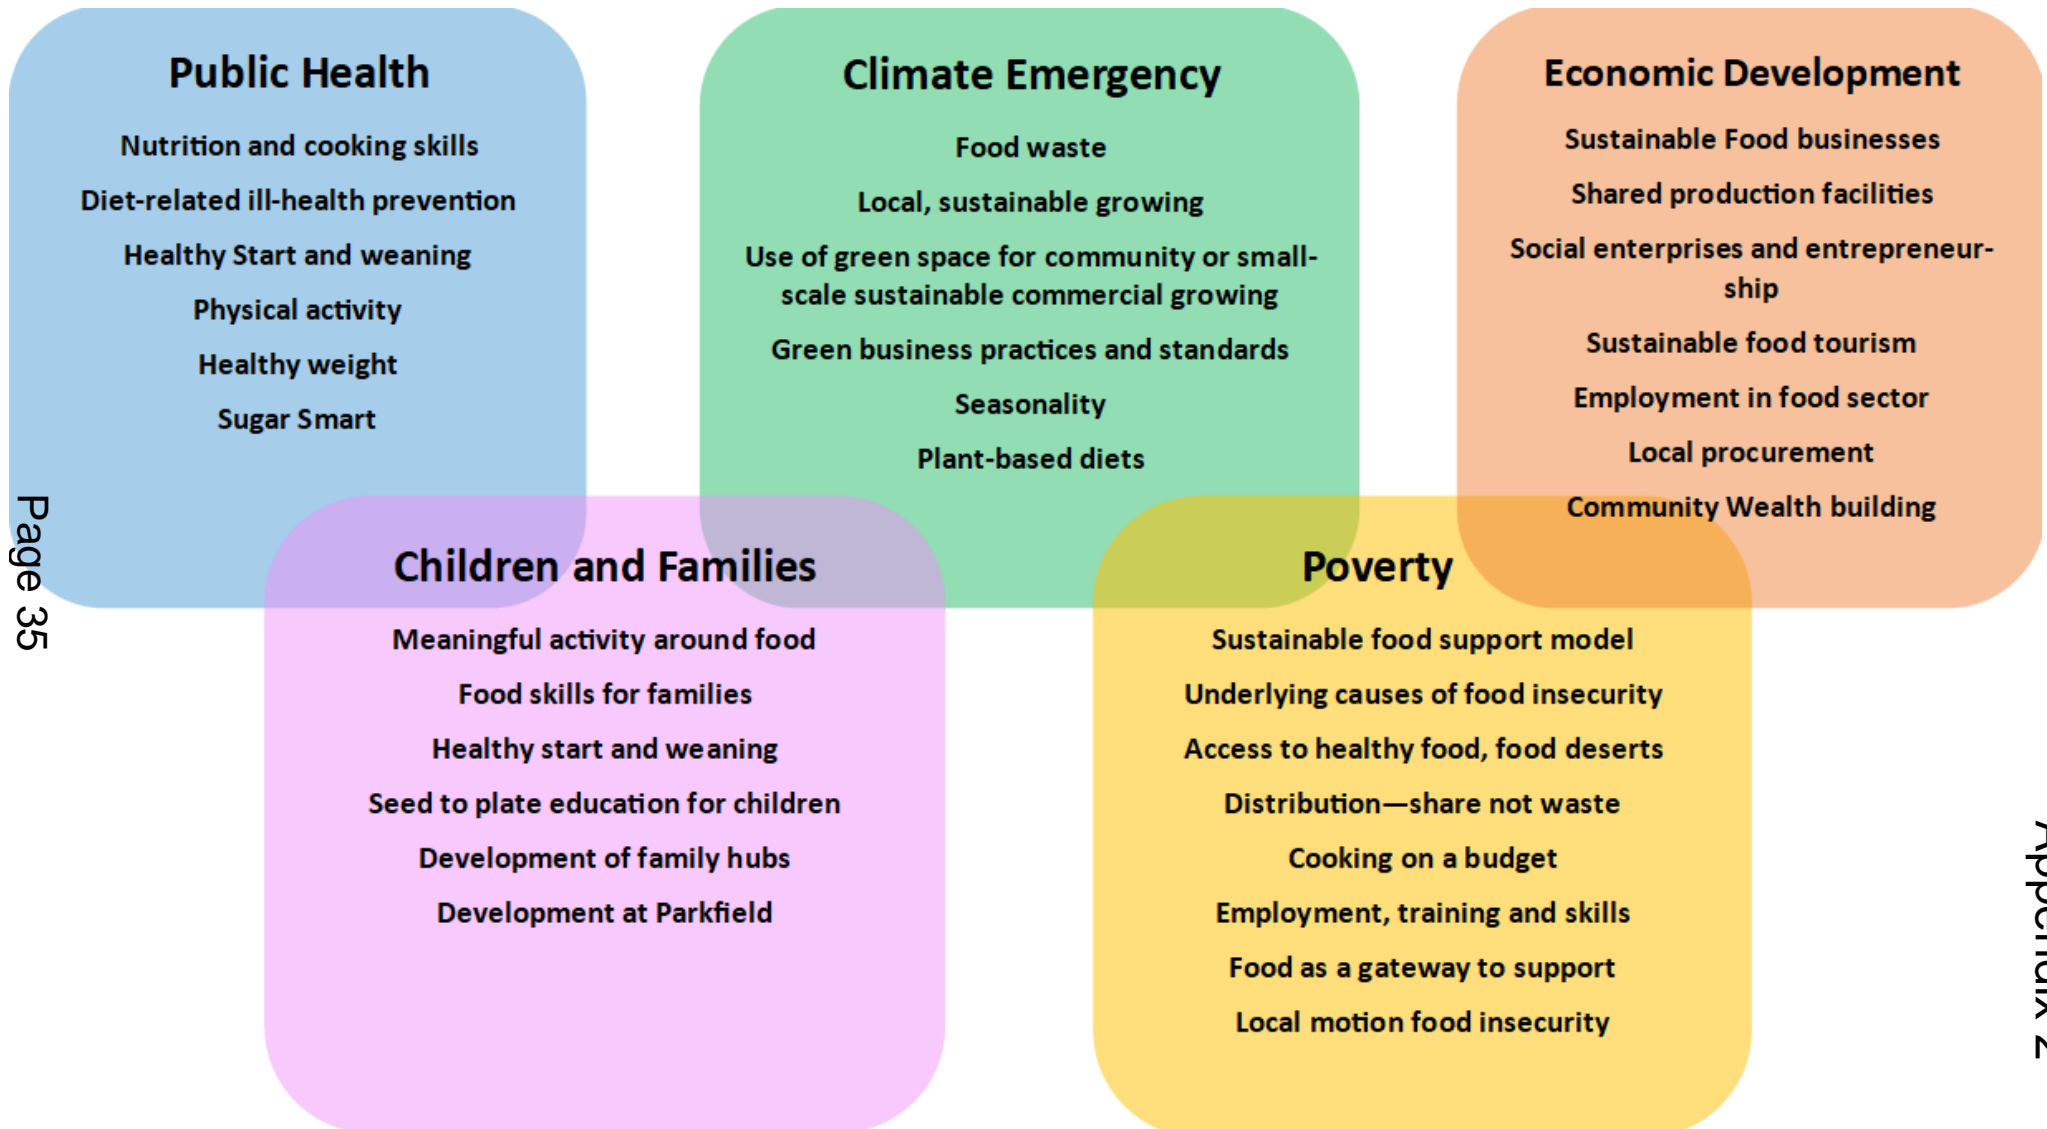 Public Health
Nutrition and cooking skills
Diet-related ill-health prevention
Healthy Start and weaning
Physical activity
Healthy weight
Sugar Smart
Climate Emergency
Food waste
Local, sustainable growing
Use of green space for community or small-
scale sustainable commercial growing
Green business practices and standards
Seasonality
Plant-based diets
Economic Development
Sustainable Food businesses
Shared production facilities
Social enterprises and entrepreneur-
ship
Sustainable food tourism
Employment in food sector
Local procurement
Community Wealth building
Children and Families
Meaningful activity around food
Food skills for families
Healthy start and weaning
Seed to plate education for children
Development of family hubs
Development at Parkfield
Poverty
Sustainable food support model
Underlying causes of food insecurity
Access to healthy food, food deserts
Distribution—share not waste
Cooking on a budget
Employment, training and skills
Food as a gateway to support
Local motion food insecurity
Page 35
Appendix 2